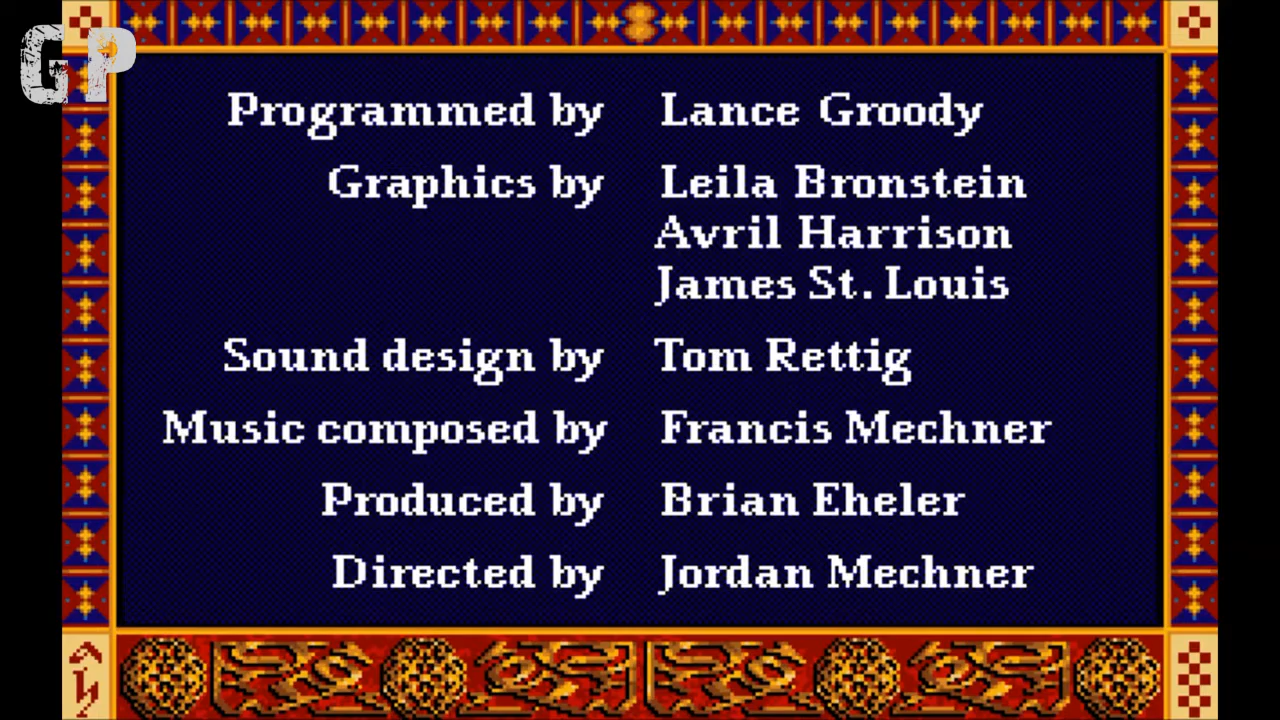 GP
Programmed by Lance Groody
Graphics by Leila Bronstein
Avril Harrison
James St. Louis
Sound design by Tom Rettig
Music composed by Francis Mechner
Produced by Brian Eheler
Directed by Jordan Mechner